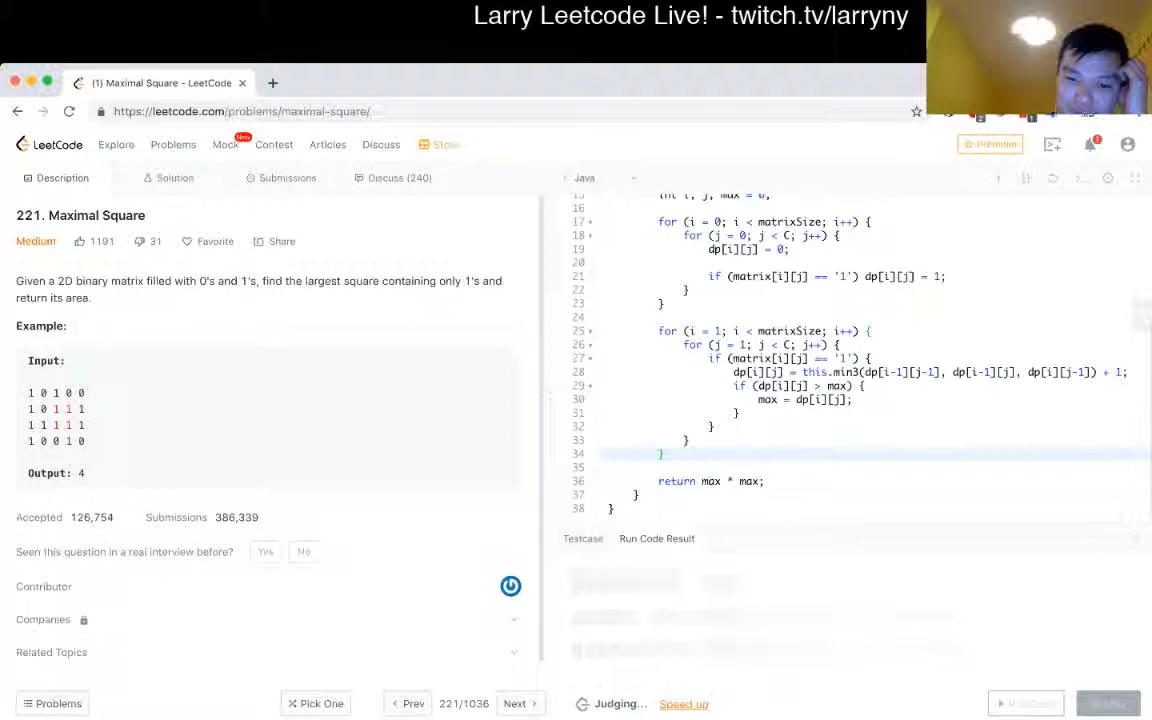 Larry Leetcode Live! - twitch.tv/larryny
(1) Maximal Square - LeetCode
https://leetcode.com/problems/maximal-square/
LeetCode
Explore
Problems
Mock
New
Contest
Articles
Discuss
Premium
1
Description
Solution
Submissions
Discuss (240)
Java
221. Maximal Square
Medium
1191
31
Favorite
Share
Given a 2D binary matrix filled with 0's and 1's, find the largest square containing only 1's and
return its area.
Example:
Input:
1 0 1 0 0
1 0 1 1 1
1 1 1 1 1
1 0 0 1 0
Output: 4
Accepted 126,754 Submissions 386,339
Seen this question in a real interview before? Yes No
Contributor
Companies
Related Topics
Problems
Pick One
Prev
221/1036
Next
15 int i, j, max = 0;
16
17 for (i = 0; i < matrixSize; i++) {
18 for (j = 0; j < C; j++) {
19 dp[i][j] = 0;
20
21 if (matrix[i][j] == '1') dp[i][j] = 1;
22 }
23 }
24
25 for (i = 1; i < matrixSize; i++) {
26 for (j = 1; j < C; j++) {
27 if (matrix[i][j] == '1') {
28 dp[i][j] = this.min3(dp[i-1][j-1], dp[i-1][j], dp[i][j-1]) + 1;
29 if (dp[i][j] > max) {
30 max = dp[i][j];
31 }
32 }
33 }
34 }
35
36 return max * max;
37 }
38 }
Testcase
Run Code Result
Judging...
Speed up